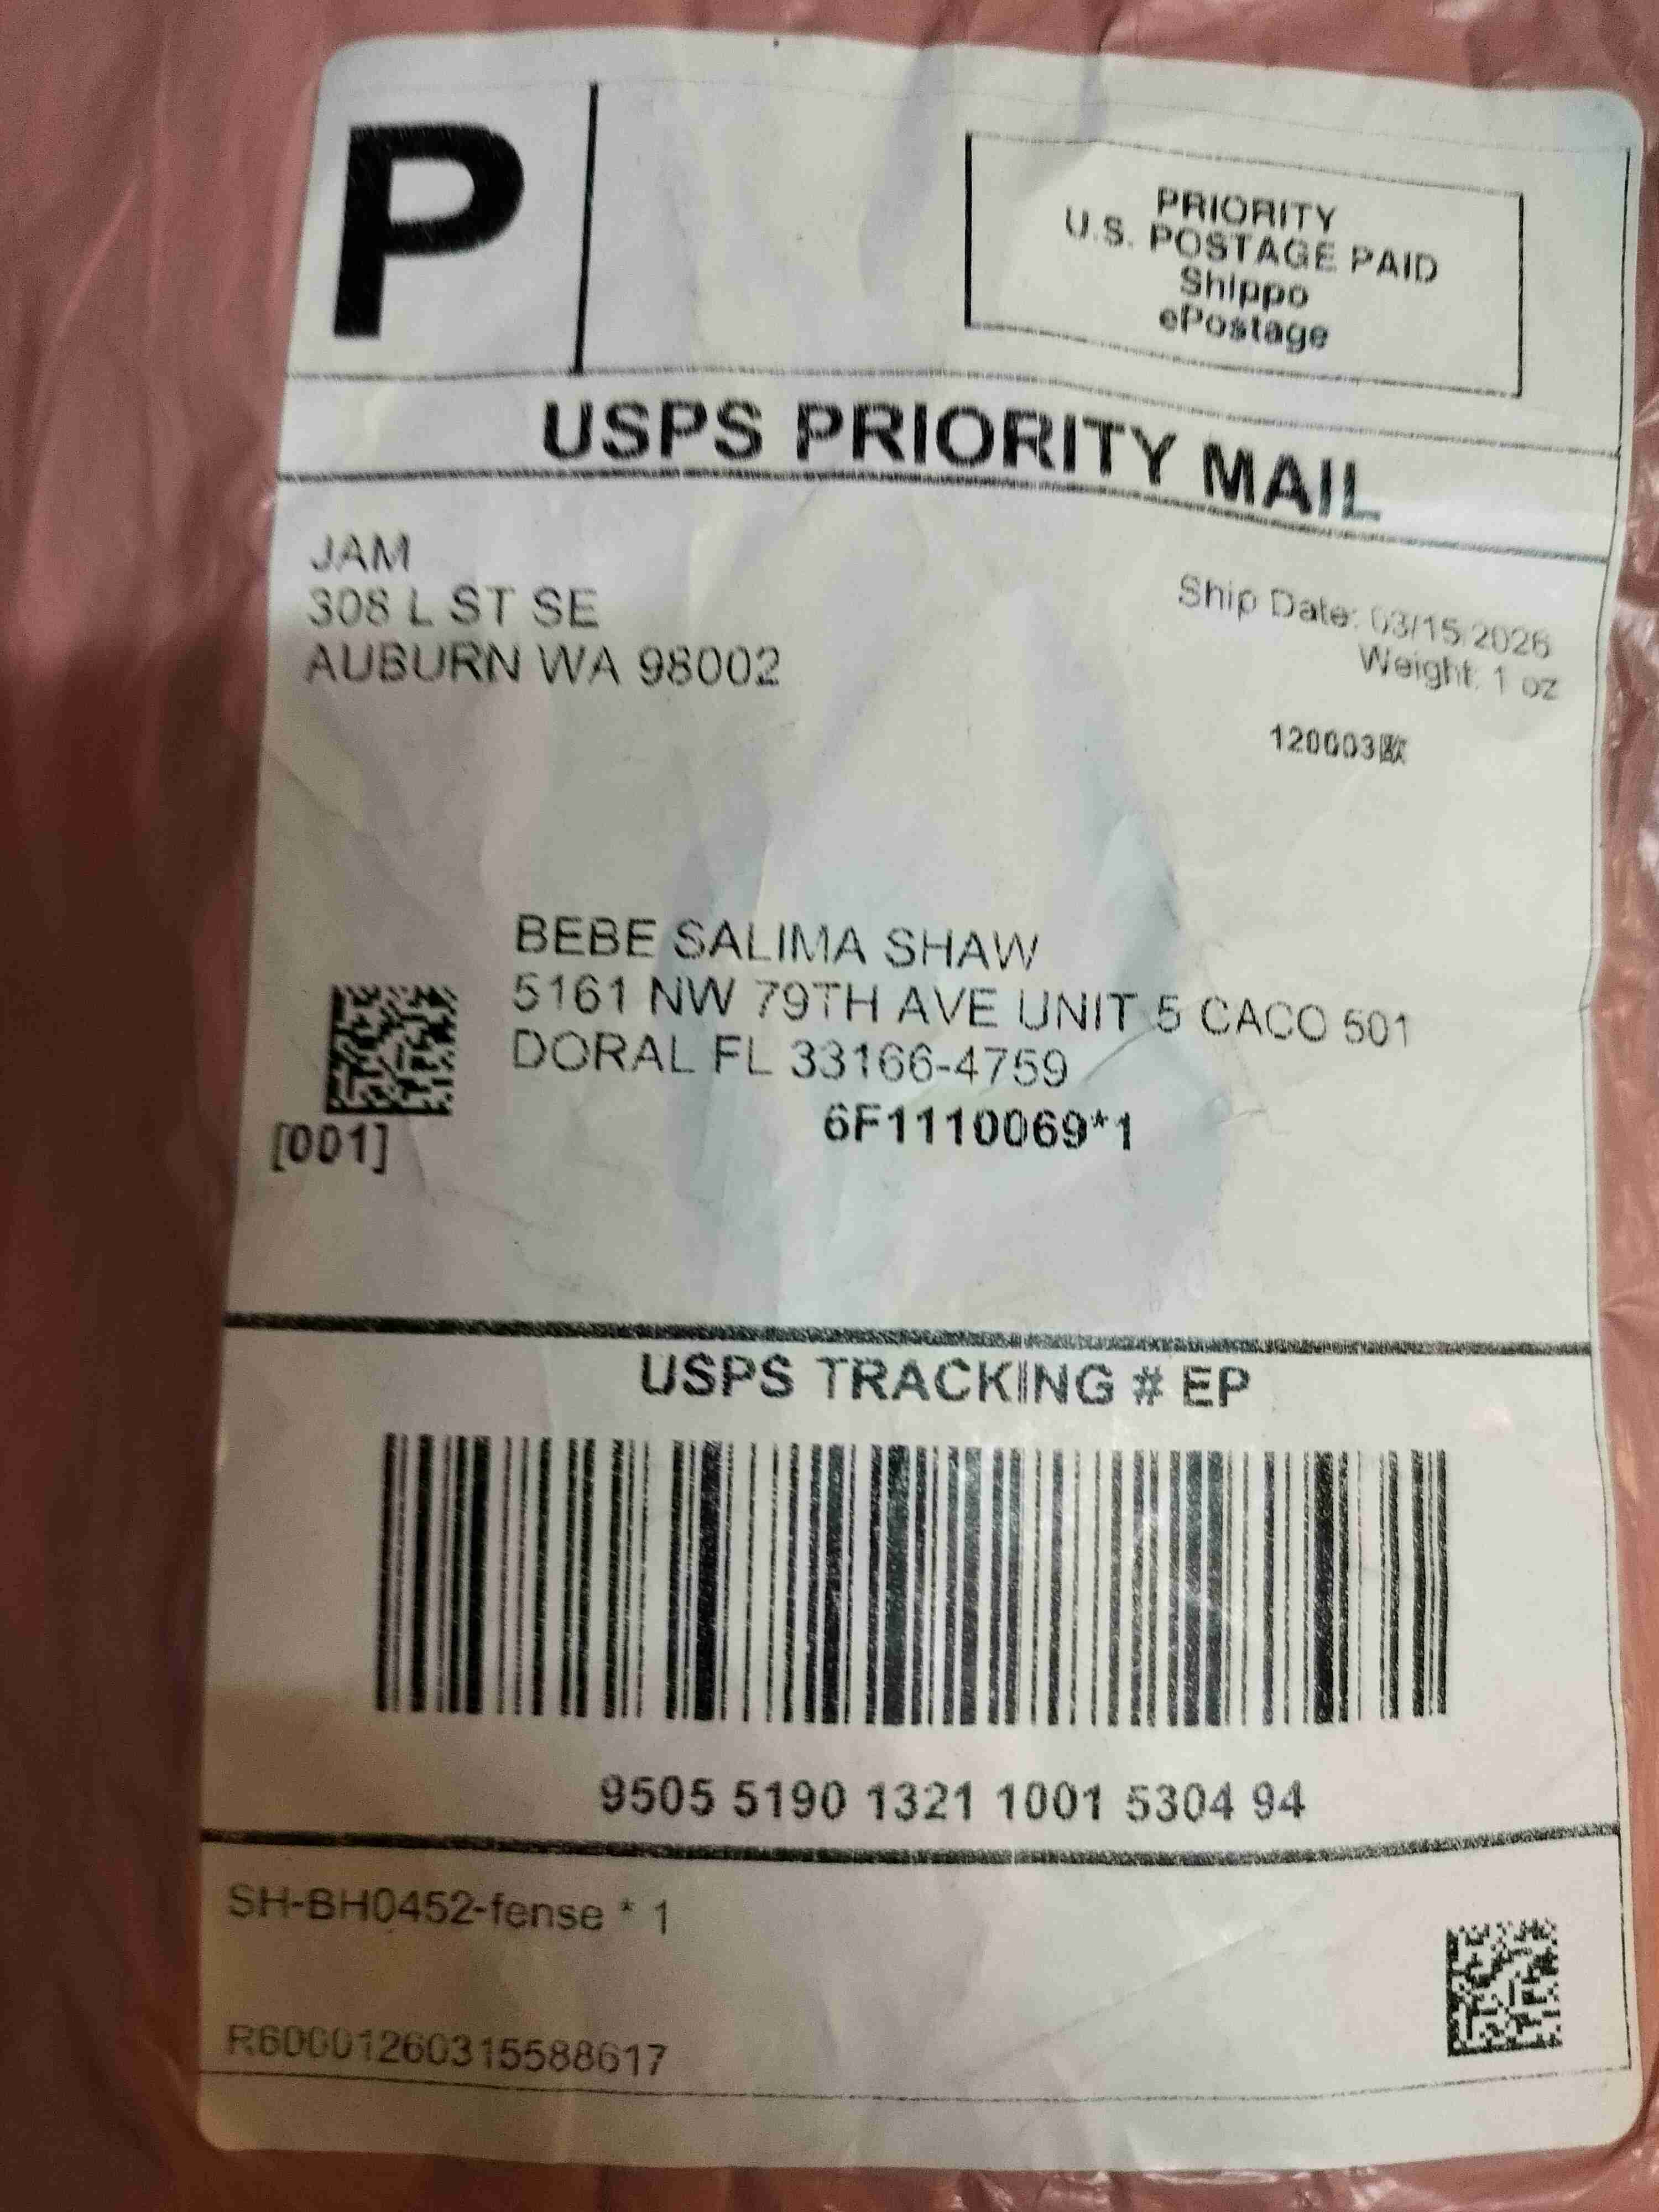 P
PRIORITY
U.S. POSTAGE PAID
Shippo
ePostage
USPS PRIORITY MAIL
JAM
308 L ST SE
AUBURN WA 98002
Ship Date: 03/15/2026
Weight: 1 oz
120003欧
BEBE SALIMA SHAW
5161 NW 79TH AVE UNIT 5 CACO 501
DORAL FL 33166-4759
6F1110069*1
[001]
USPS TRACKING # EP
9505 5190 1321 1001 5304 94
SH-BH0452-fense * 1
R60001260315588617